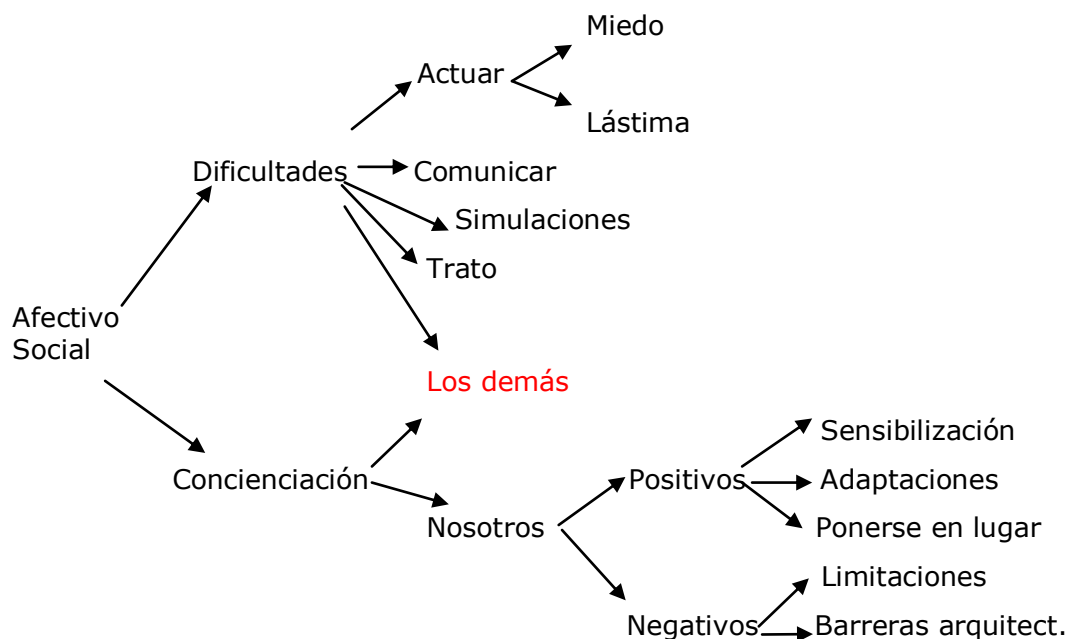 Miedo
Actuar
Lástima
Dificultades
Comunicar
Simulaciones
Trato
Afectivo
Social
Los demás
Concienciación
Nosotros
Positivos
Sensibilización
Adaptaciones
Ponerse en lugar
Negativos
Limitaciones
Barreras arquitect.